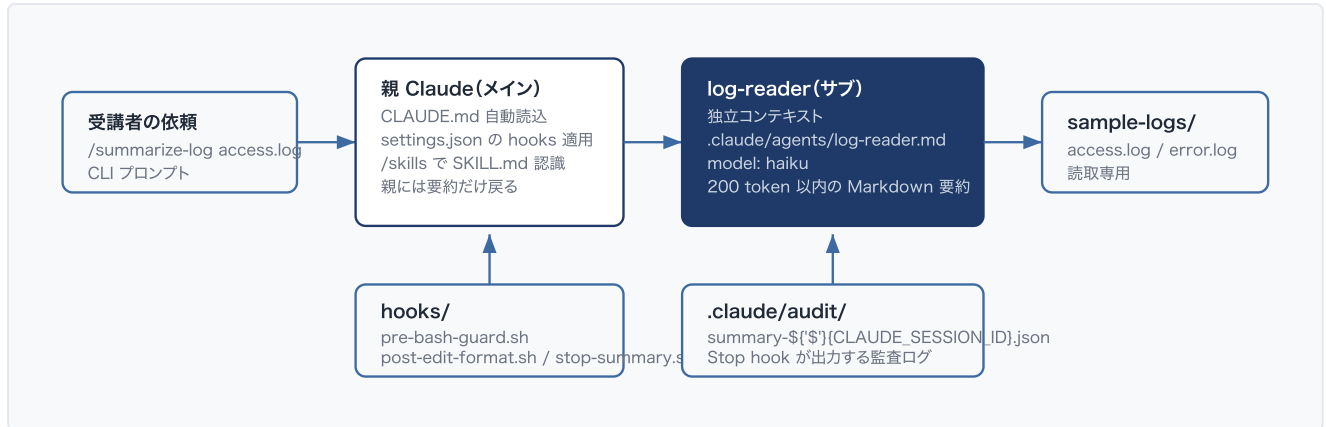 受講者の依頼
/summarize-log access.log
CLI プロンプト
親 Claude（メイン）
CLAUDE.md 自動読込
settings.json の hooks 適用
/skills で SKILL.md 認識
親には要約だけ戻る
log-reader（サブ）
独立コンテキスト
.claude/agents/log-reader.md
model: haiku
200 token 以内の Markdown 要約
sample-logs/
access.log / error.log
読取専用
hooks/
pre-bash-guard.sh
post-edit-format.sh / stop-summary.s
.claude/audit/
summary-${'$'}{CLAUDE_SESSION_ID}.json
Stop hook が出力する監査ログ